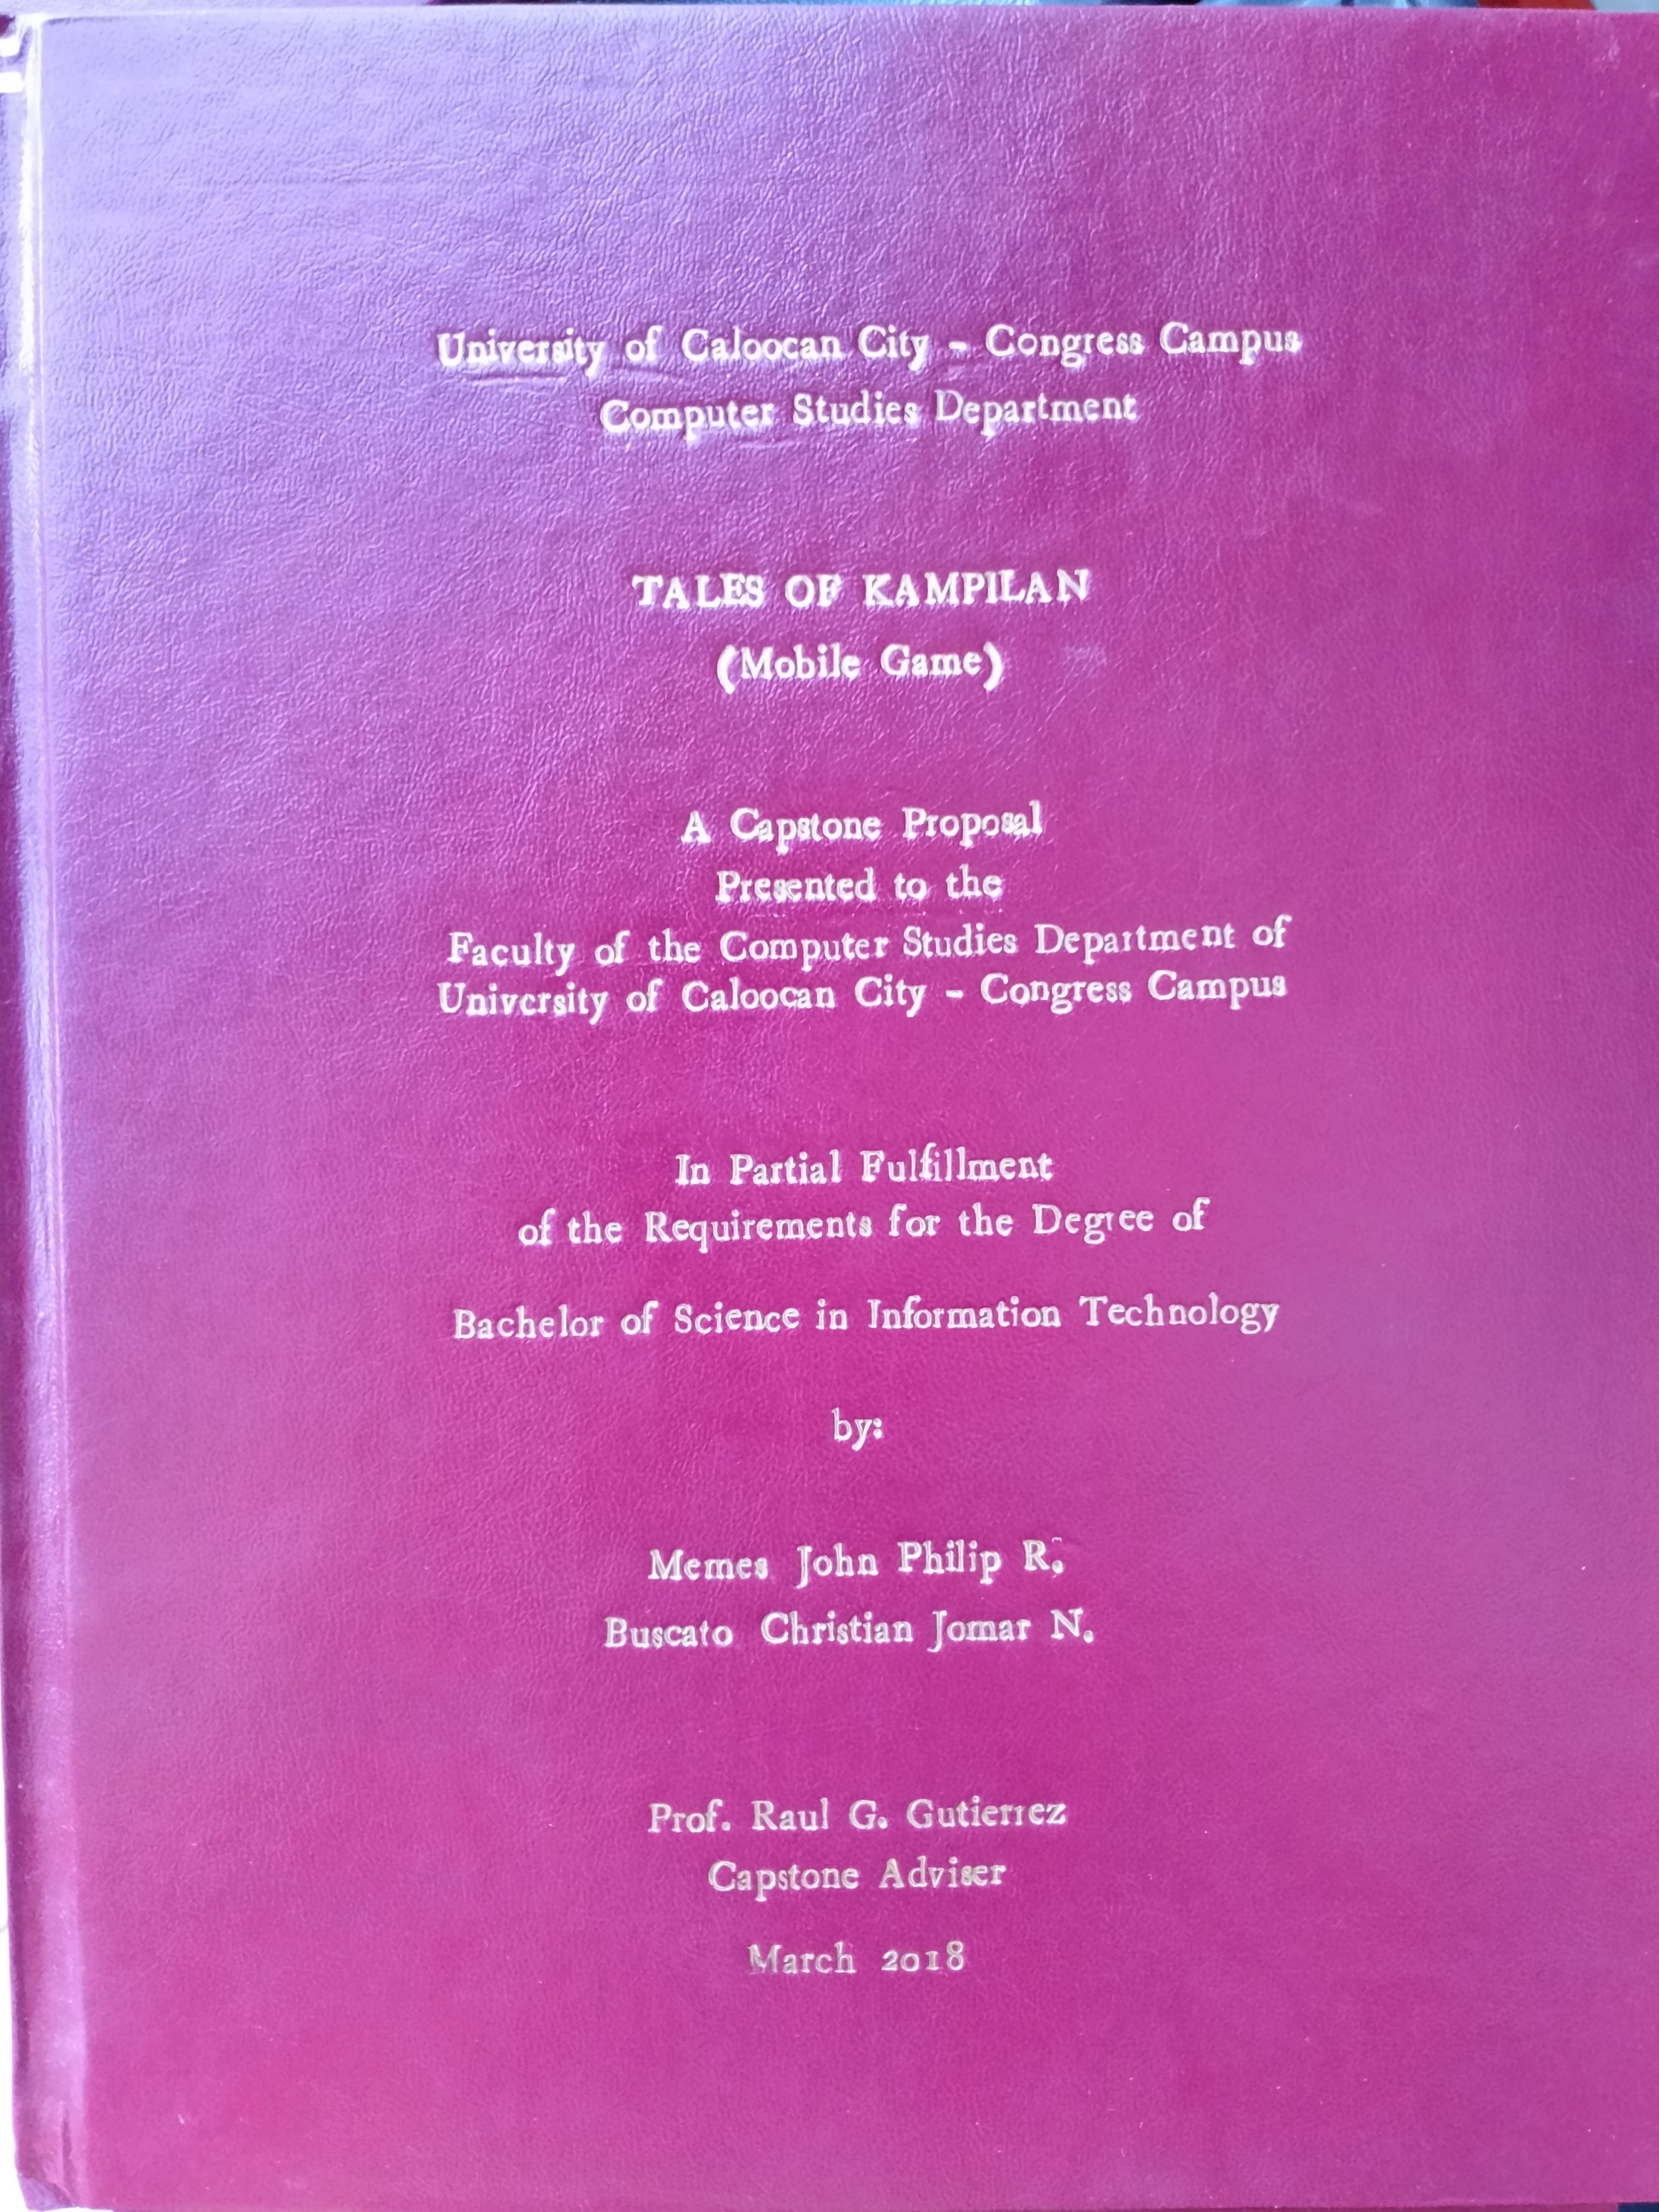 University of Caloocan City - Congress Campus
Computer Studies Department
TALES OF KAMPILAN
(Mobile Game)
A Capstone Proposal
Presented to the
Faculty of the Computer Studies Department of
University of Caloocan City - Congress Campus
In Partial Fulfillment
of the Requirements for the Degree of
Bachelor of Science in Information Technology
by:
Memes John Philip R.
Buscato Christian Jomar N.
Prof. Raul G. Gutierrez
Capstone Adviser
March 2018